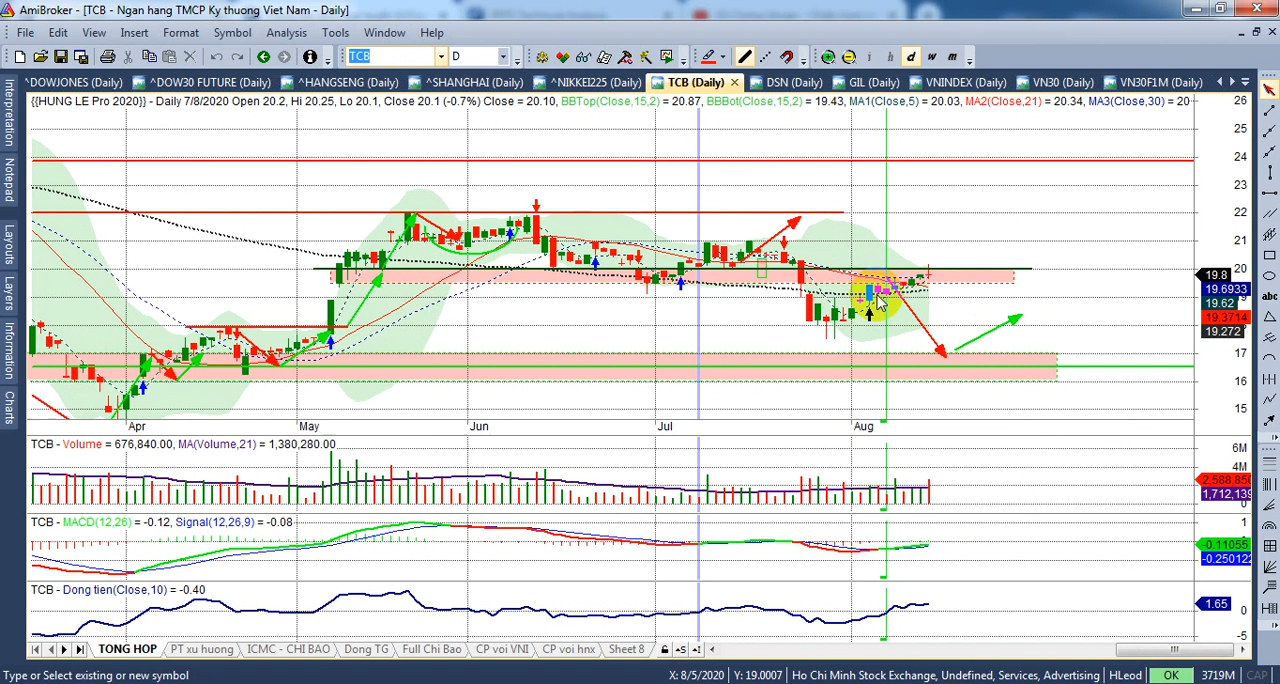 AmiBroker - [TCB - Ngan hang TMCP Ky thuong Viet Nam - Daily]
File Edit View Insert Format Symbol Analysis Tools Window Help
TCB D i h d w m
^DOWJONES (Daily) ^DOW30 FUTURE (Daily) ^HANGSENG (Daily) ^SHANGHAI (Daily) ^NIKKEI225 (Daily) TCB (Daily) DSN (Daily) GIL (Daily) VNINDEX (Daily) VN30 (Daily) VN30F1M (Daily)
{{HUNG LE Pro 2020}} - Daily 7/8/2020 Open 20.2, Hi 20.25, Lo 20.1, Close 20.1 (-0.7%) Close = 20.10, BBTop(Close,15,2) = 20.87, BBBot(Close,15,2) = 19.43, MA1(Close,5) = 20.03, MA2(Close,21) = 20.34, MA3(Close,30) = 20
Interpretation
Notepad
Layouts
Layers
Information
Charts
abc
26
25
24
23
22
21
20
19.8
19.6933
19.62
19.3714
19.272
17
16
15
Apr May Jun Jul Aug
TCB - Volume = 676,840.00, MA(Volume,21) = 1,380,280.00
6M
4M
2,588,850
1,712,139
0
TCB - MACD(12,26) = -0.12, Signal(12,26,9) = -0.08
1
-0.11055
-0.250122
TCB - Dong tien(Close,10) = -0.40
1.65
0
-5
TONG HOP PT xu huong ICMC - CHI BAO Dong TG Full Chi Bao CP voi VNI CP voi hnx Sheet 8
Type or Select existing or new symbol X: 8/5/2020 Y: 19.0007 Ho Chi Minh Stock Exchange, Undefined, Services, Advertising HLeod OK 3719M CAP